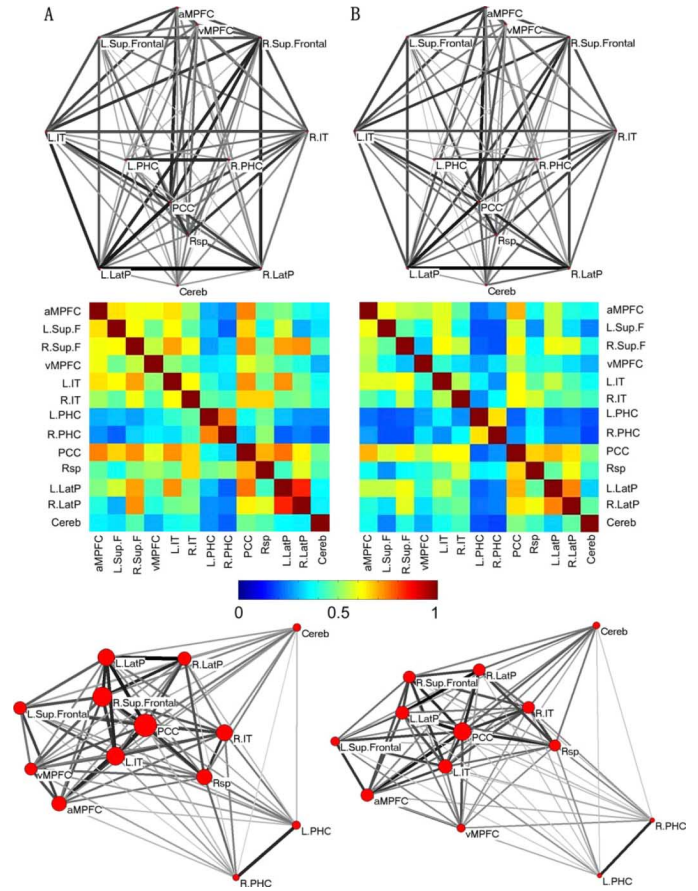 A
B
aMPFC
vMPFC
L.Sup.Frontal
R.Sup.Frontal
L.IT
R.IT
L.PHC
R.PHC
PCC
Rsp
L.LatP
R.LatP
Cereb
aMPFC
vMPFC
L.Sup.Frontal
R.Sup.Frontal
L.IT
R.IT
L.PHC
R.PHC
PCC
Rsp
L.LatP
R.LatP
Cereb
aMPFC
L.Sup.F
R.Sup.F
vMPFC
L.IT
R.IT
L.PHC
R.PHC
PCC
Rsp
L.LatP
R.LatP
Cereb
aMPFC
L.Sup.F
R.Sup.F
vMPFC
L.IT
R.IT
L.PHC
R.PHC
PCC
Rsp
L.LatP
R.LatP
Cereb
aMPFC
L.Sup.F
R.Sup.F
vMPFC
L.IT
R.IT
L.PHC
R.PHC
PCC
Rsp
L.LatP
R.LatP
Cereb
aMPFC
L.Sup.F
R.Sup.F
vMPFC
L.IT
R.IT
L.PHC
R.PHC
PCC
Rsp
L.LatP
R.LatP
Cereb
0 0.5 1
Cereb
L.LatP
R.LatP
R.Sup.Frontal
L.Sup.Frontal
PCC
R.IT
L.IT
vMPFC
Rsp
aMPFC
L.PHC
R.PHC
Cereb
R.Sup.Frontal
R.LatP
L.LatP
R.IT
PCC
L.Sup.Frontal
Rsp
L.IT
aMPFC
vMPFC
R.PHC
L.PHC